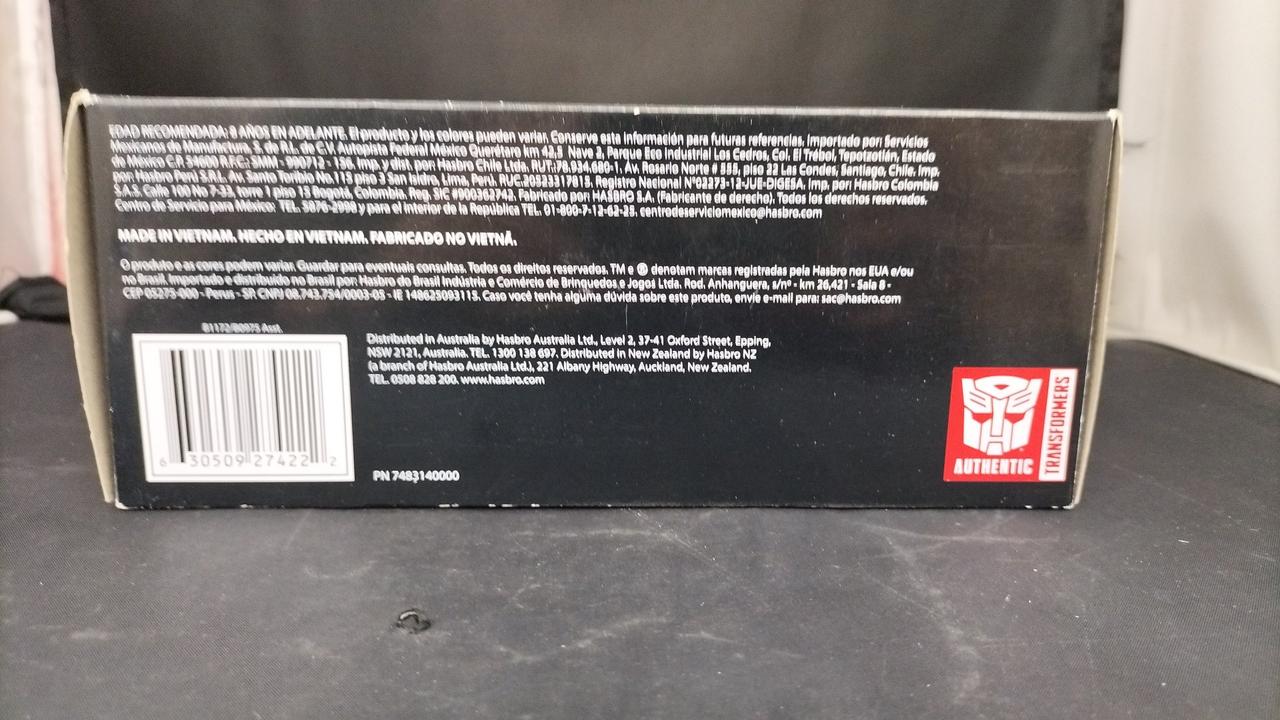 EDAD RECOMENDADA: 8 AÑOS EN ADELANTE. El producto y los colores pueden variar. Conserve esta información para futuras referencias. Importado por: Servicios
Mexicanos de Manufactura, S. de R.L. de C.V. Autopista Federal México Querétaro km 42.5 Nave 2, Parque Eco Industrial Los Cedros, Col. El Trébol, Tepotzotlán, Estado
de México C.P. 54600 R.F.C.: SMM - 990712 - 1S6. Imp. y dist. por: Hasbro Chile Ltda. RUT.:78.934.680-1. Av. Rosario Norte # 555, piso 22 Las Condes, Santiago, Chile. Imp.
por: Hasbro Perú S.R.L. Av. Santo Toribio No.115 piso 3 San Isidro, Lima, Perú. RUC.20523317815. Registro Nacional N°02273-12-JUE-DIGESA. Imp. por: Hasbro Colombia
S.A.S. Calle 100 No 7-33, torre 1 piso 15 Bogotá, Colombia. Reg. SIC #900362742. Fabricado por: HASBRO S.A. (Fabricante de derecho). Todos los derechos reservados.
Centro de Servicio para México: TEL. 5876-2998 y para el interior de la República TEL. 01-800-7-12-62-25. centrodeserviciomexico@hasbro.com
MADE IN VIETNAM. HECHO EN VIETNAM. FABRICADO NO VIETNÃ.
O produto e as cores podem variar. Guardar para eventuais consultas. Todos os direitos reservados. TM e ® denotam marcas registradas pela Hasbro nos EUA e/ou
no Brasil. Importado e distribuído no Brasil por: Hasbro do Brasil Indústria e Comércio de Brinquedos e Jogos Ltda. Rod. Anhanguera, s/nº - km 26,421 - Sala 8 -
CEP 05275-000 - Perus - SP. CNPJ 08.743.754/0003-05 - IE 148625093115. Caso você tenha alguma dúvida sobre este produto, envie e-mail para: sac@hasbro.com
B1172/B0975 Asst.
6 30509 27422 2
Distributed in Australia by Hasbro Australia Ltd., Level 2, 37-41 Oxford Street, Epping,
NSW 2121, Australia. TEL. 1300 138 697. Distributed in New Zealand by Hasbro NZ
(a branch of Hasbro Australia Ltd.), 221 Albany Highway, Auckland, New Zealand.
TEL. 0508 828 200. www.hasbro.com
PN 7483140000
AUTHENTIC
TRANSFORMERS